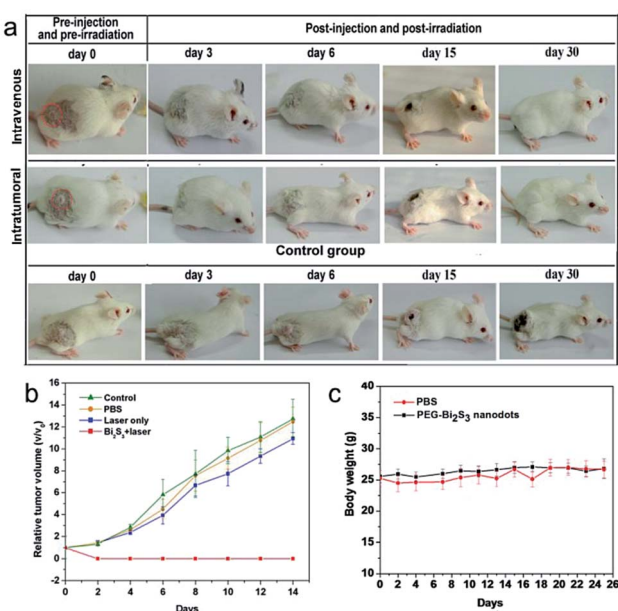 a
Pre-injection
and pre-irradiation
Post-injection and post-irradiation
day 0 day 3 day 6 day 15 day 30
Intravenous
Intratumoral
Control group
day 0 day 3 day 6 day 15 day 30
b
Relative tumor volume (v/v₀)
16
14
12
10
8
6
4
2
0
-2
Control
PBS
Laser only
Bi₂S₃+laser
0 2 4 6 8 10 12 14
Days
c
Body weight (g)
40
35
30
25
20
15
10
PBS
PEG-Bi₂S₃ nanodots
0 2 4 6 8 10 12 14 16 18 20 22 24 26
Days